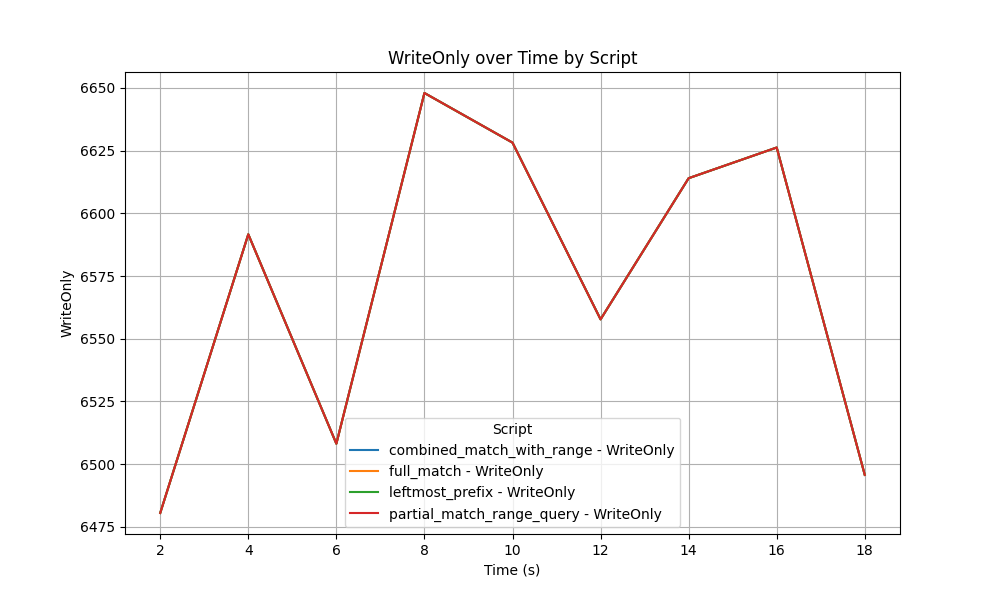 WriteOnly over Time by Script
6650
6625
6600
6575
6550
6525
6500
6475
WriteOnly
Script
combined_match_with_range - WriteOnly
full_match - WriteOnly
leftmost_prefix - WriteOnly
partial_match_range_query - WriteOnly
2 4 6 8 10 12 14 16 18
Time (s)